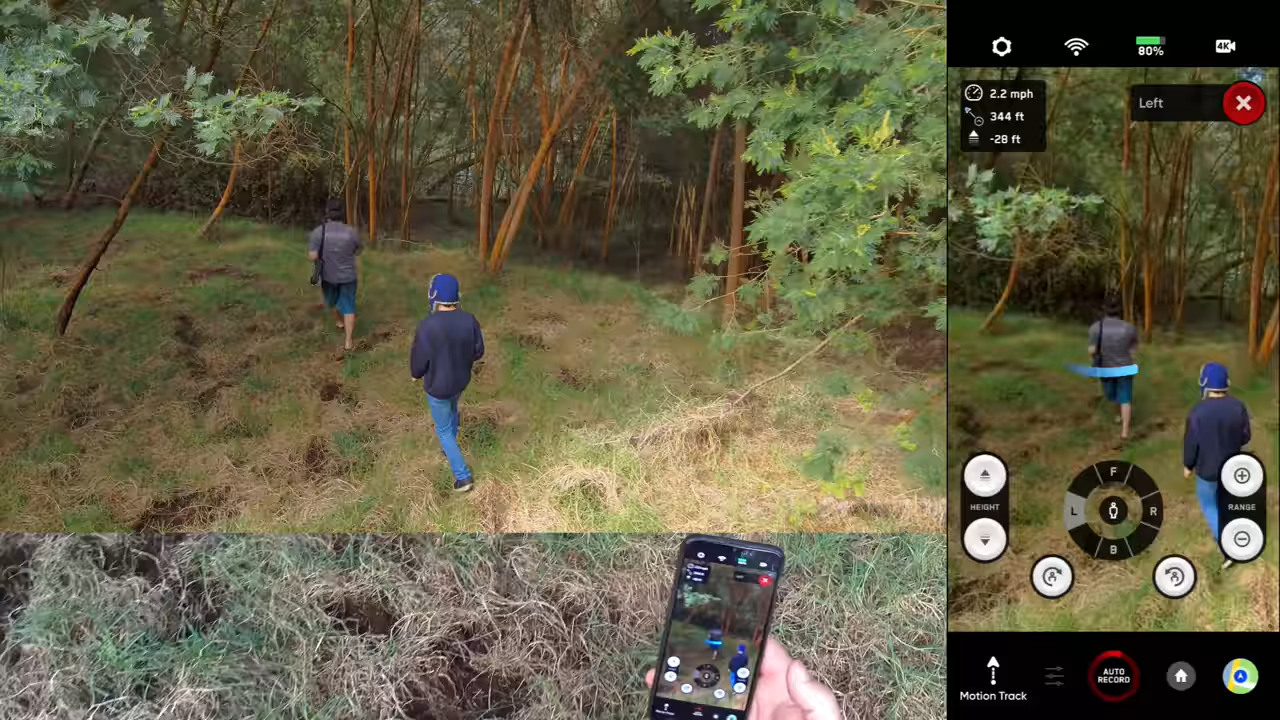 80%
4K
2.2 mph
344 ft
-28 ft
Left
F
L
R
B
HEIGHT
RANGE
AUTO
RECORD
Motion Track